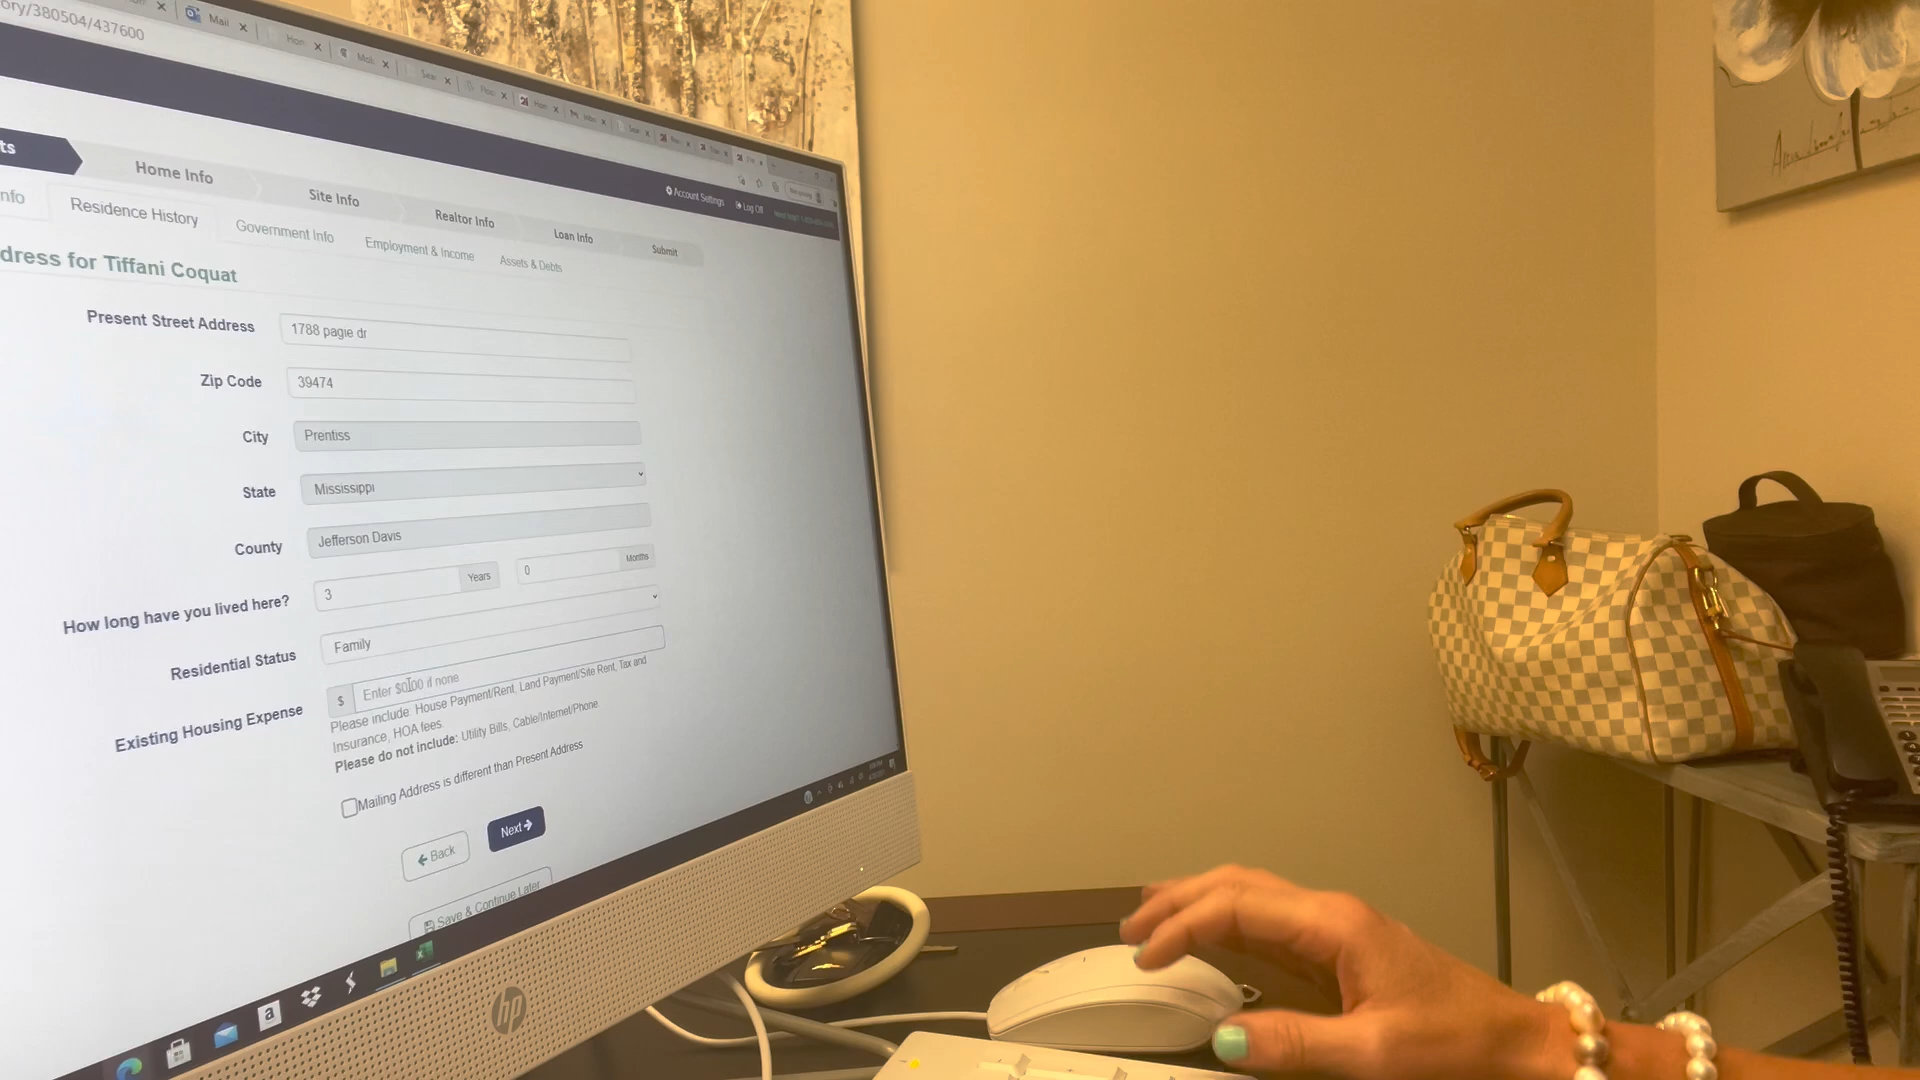 ory/380504/437600
Mail
Account Settings
Log Off
ts
Home Info
Site Info
Realtor Info
Loan Info
Submit
nfo
Residence History
Government Info
Employment & Income
Assets & Debts
dress for Tiffani Coquat
Present Street Address
1788 pagie dr
Zip Code
39474
City
Prentiss
State
Mississippi
County
Jefferson Davis
How long have you lived here?
3
Years
0
Months
Residential Status
Family
Existing Housing Expense
$
Enter $0.00 if none
Please include: House Payment/Rent, Land Payment/Site Rent, Tax and
Insurance, HOA fees.
Please do not include: Utility Bills, Cable/Internet/Phone
Mailing Address is different than Present Address
Back
Next
Save & Continue Later
hp